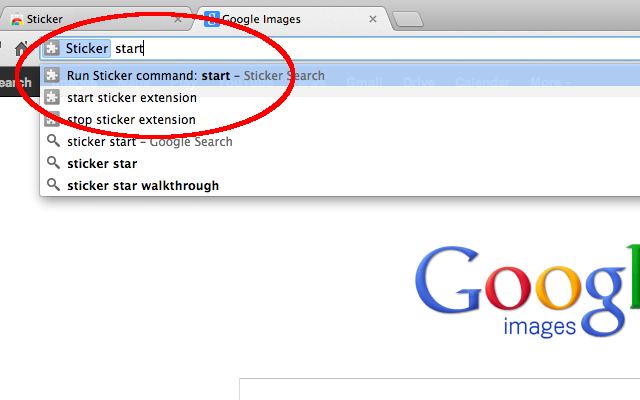 Sticker
Google Images
Sticker start
Run Sticker command: start – Sticker Search
earch
Gmail Drive Calendar More
start sticker extension
stop sticker extension
sticker start – Google Search
sticker star
sticker star walkthrough
Googl
images